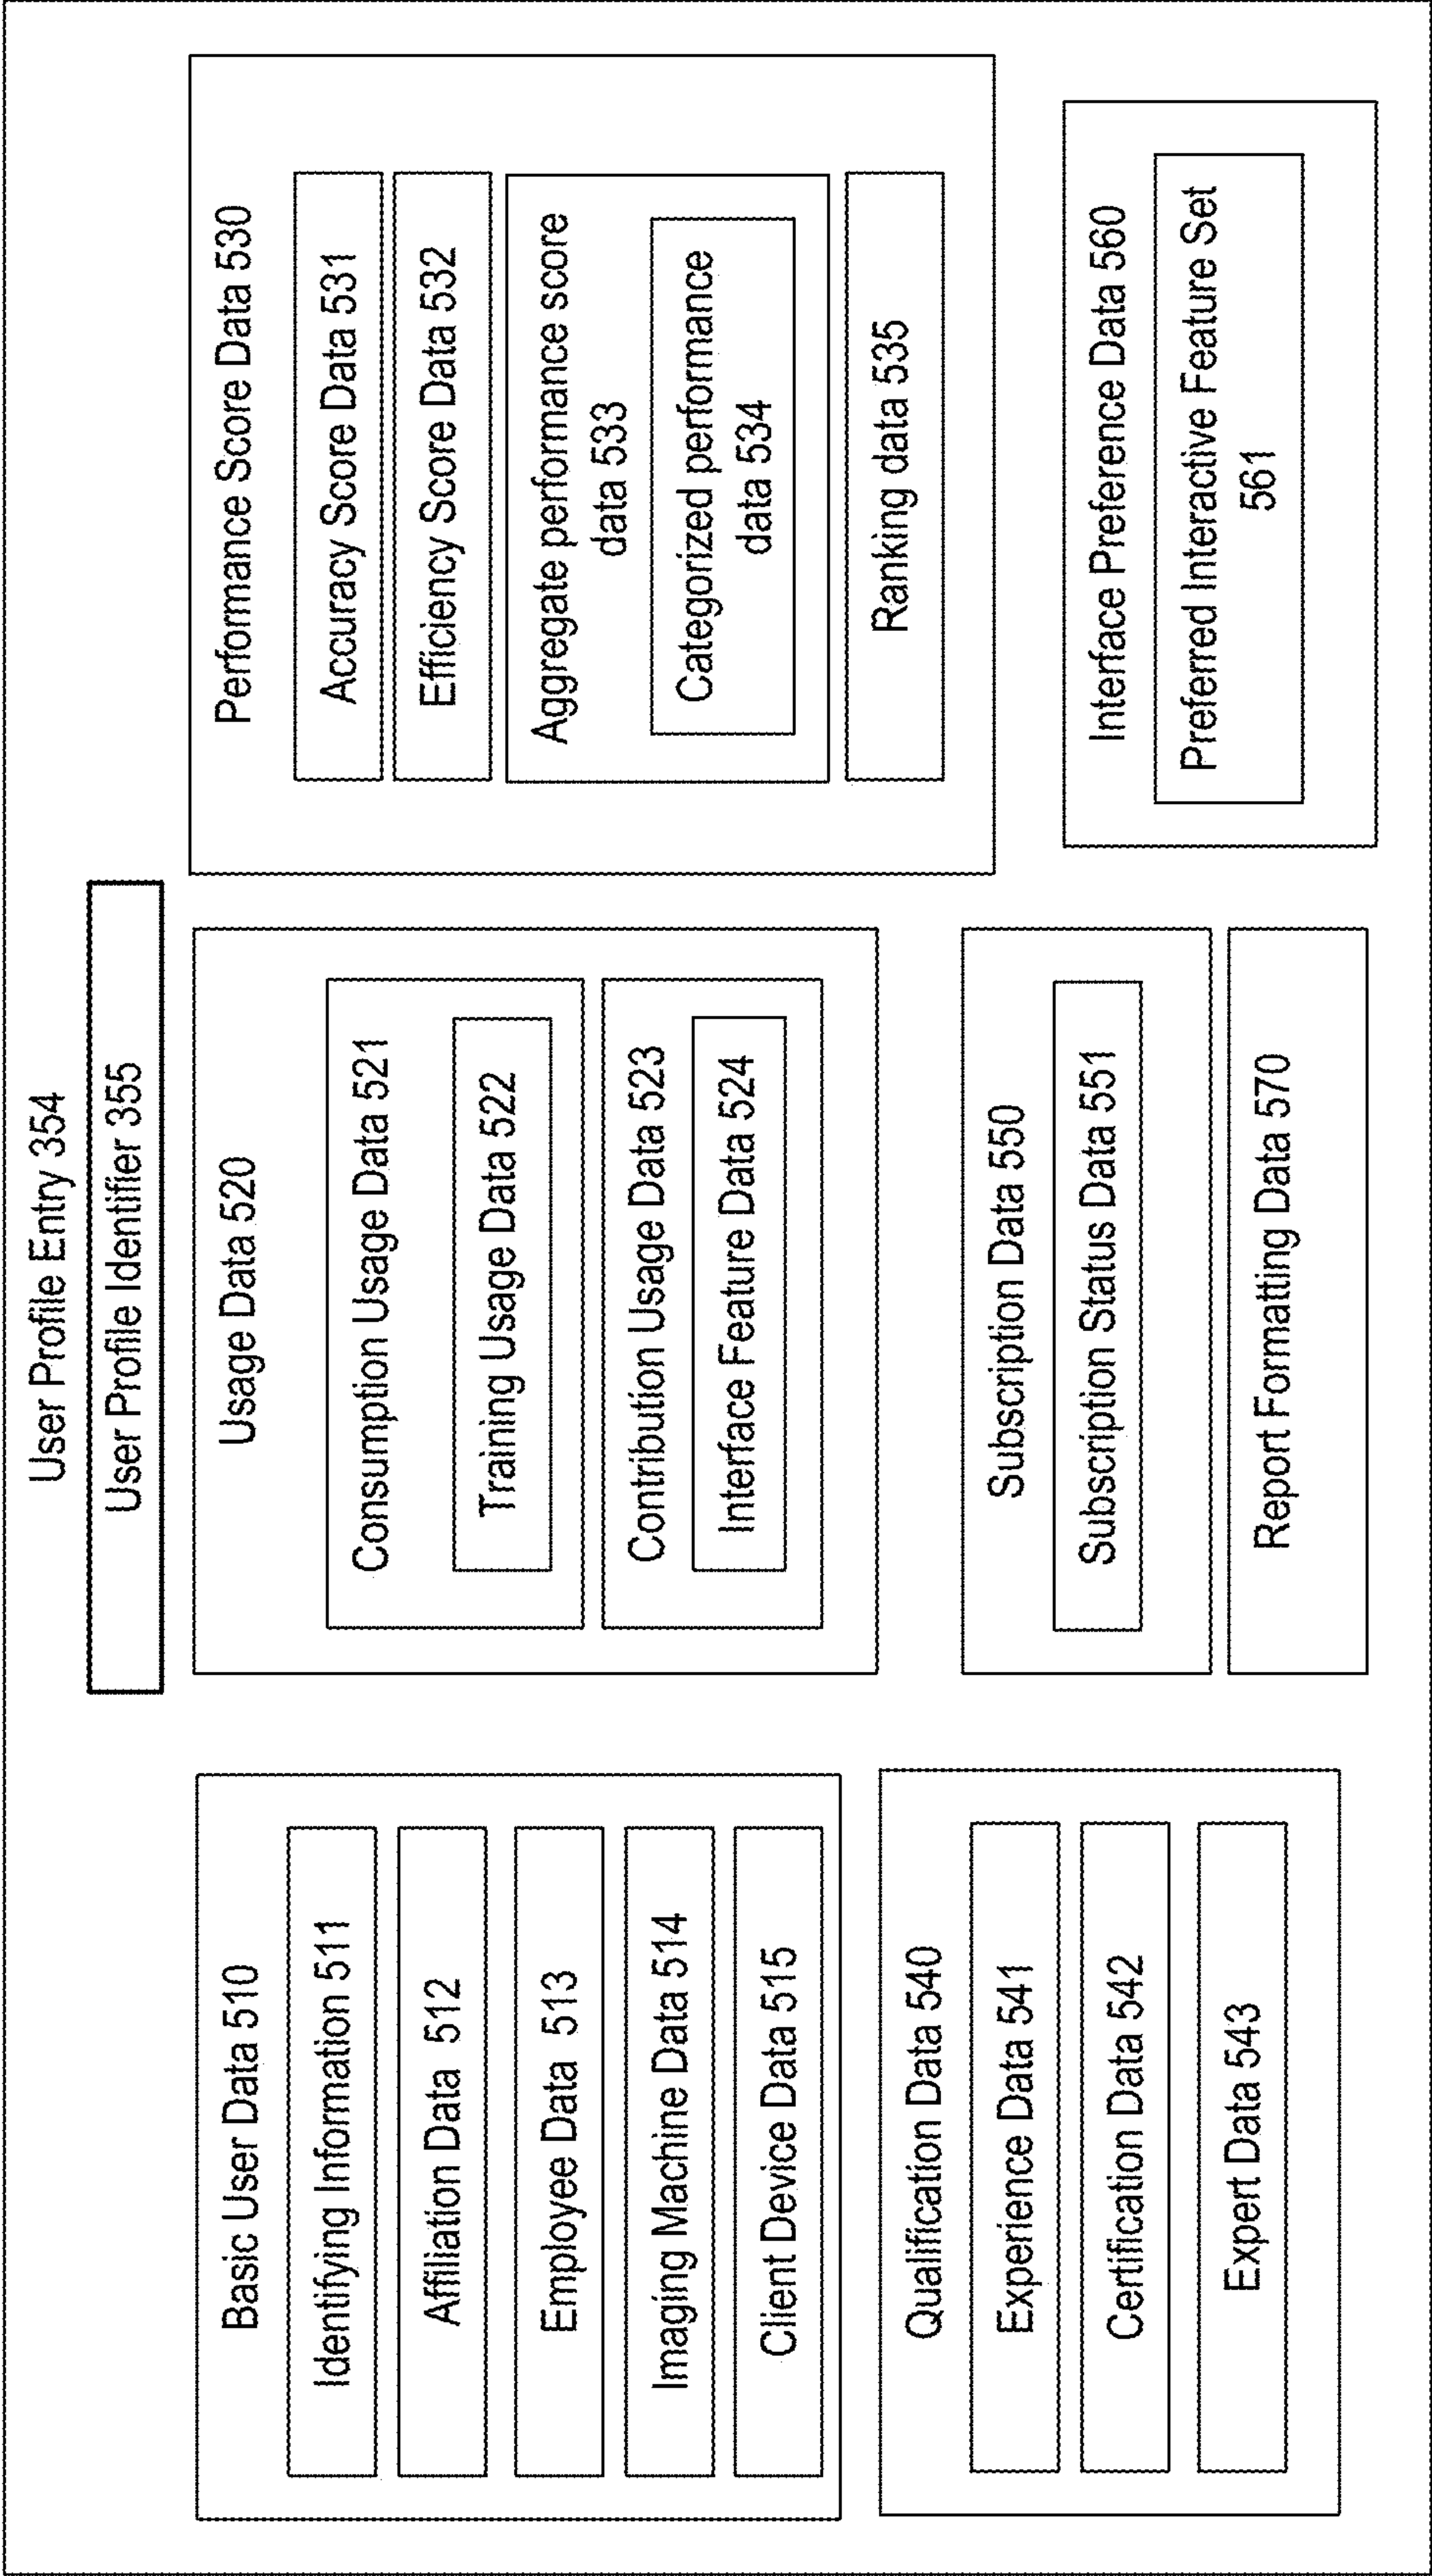 User Profile Entry 354
User Profile Identifier 355
Basic User Data 510
Identifying Information 511
Affiliation Data 512
Employee Data 513
Imaging Machine Data 514
Client Device Data 515
Usage Data 520
Consumption Usage Data 521
Training Usage Data 522
Contribution Usage Data 523
Interface Feature Data 524
Performance Score Data 530
Accuracy Score Data 531
Efficiency Score Data 532
Aggregate performance score
data 533
Categorized performance
data 534
Ranking data 535
Qualification Data 540
Experience Data 541
Certification Data 542
Expert Data 543
Subscription Data 550
Subscription Status Data 551
Report Formatting Data 570
Interface Preference Data 560
Preferred Interactive Feature Set
561